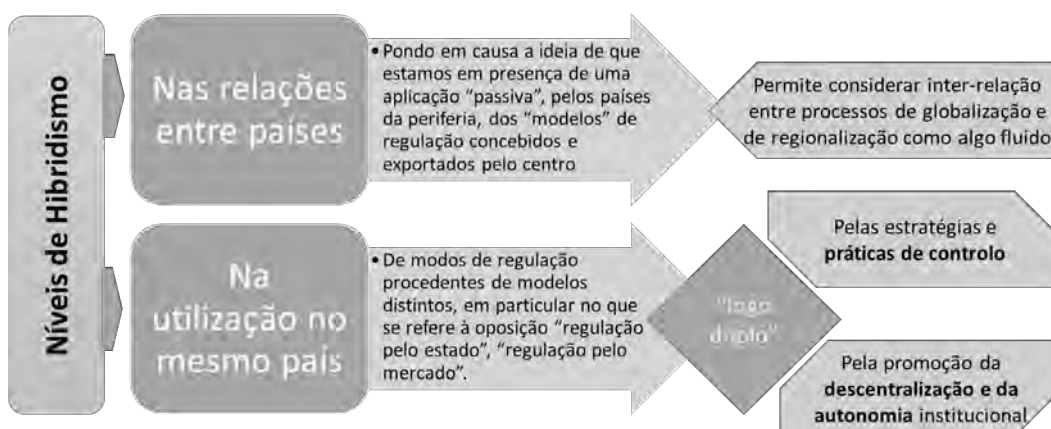 Níveis de Hibridismo
Nas relações
entre países
• Pondo em causa a ideia de que
estamos em presença de uma
aplicação “passiva”, pelos países
da periferia, dos “modelos” de
regulação concebidos e
exportados pelo centro
Permite considerar inter-relação
entre processos de globalização e
de regionalização como algo fluído
Na
utilização no
mesmo país
• De modos de regulação
procedentes de modelos
distintos, em particular no que
se refere à oposição “regulação
pelo estado”, “regulação pelo
mercado”.
“Jogo
duplo”
Pelas estratégias e
práticas de controlo
Pela promoção da
descentralização e da
autonomia institucional